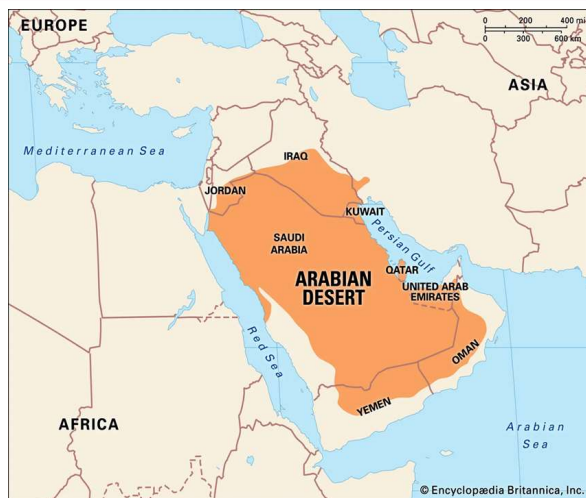 EUROPE
0 200 400 mi
0 300 600 km
ASIA
Mediterranean Sea
IRAQ
JORDAN
KUWAIT
Persian Gulf
SAUDI
ARABIA
QATAR
ARABIAN
DESERT
UNITED ARAB
EMIRATES
Red Sea
OMAN
YEMEN
AFRICA
Arabian
Sea
© Encyclopædia Britannica, Inc.